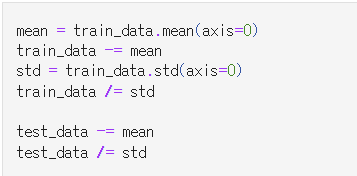 mean = train_data.mean(axis=0)
train_data -= mean
std = train_data.std(axis=0)
train_data /= std

test_data -= mean
test_data /= std